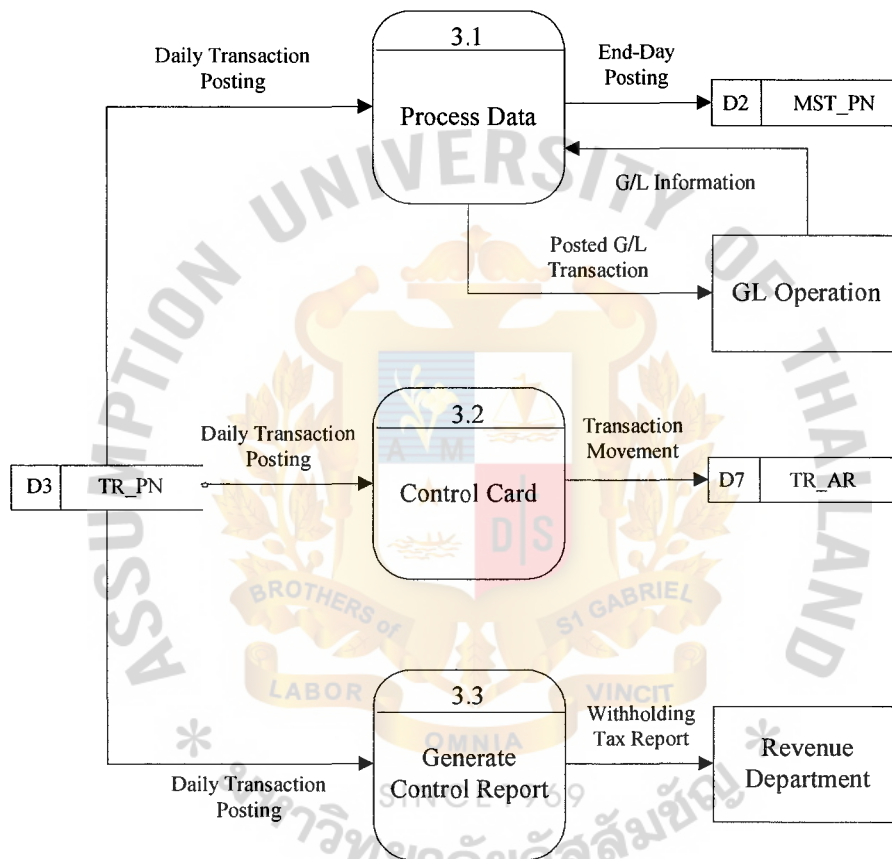 3.1
Daily Transaction
Posting
End-Day
Posting
Process Data
D2 MST_PN
G/L Information
Posted G/L
Transaction
GL Operation
3.2
Daily Transaction
Posting
Transaction
Movement
D3 TR_PN
Control Card
D7 TR_AR
3.3
Withholding
Tax Report
Generate
Control Report
Revenue
Department
Daily Transaction
Posting
ASSUMPTION UNIVERSITY OF THAILAND
A M
D S
BROTHERS of
S1 GABRIEL
LABOR
VINCIT
OMNIA
SINCE 1969